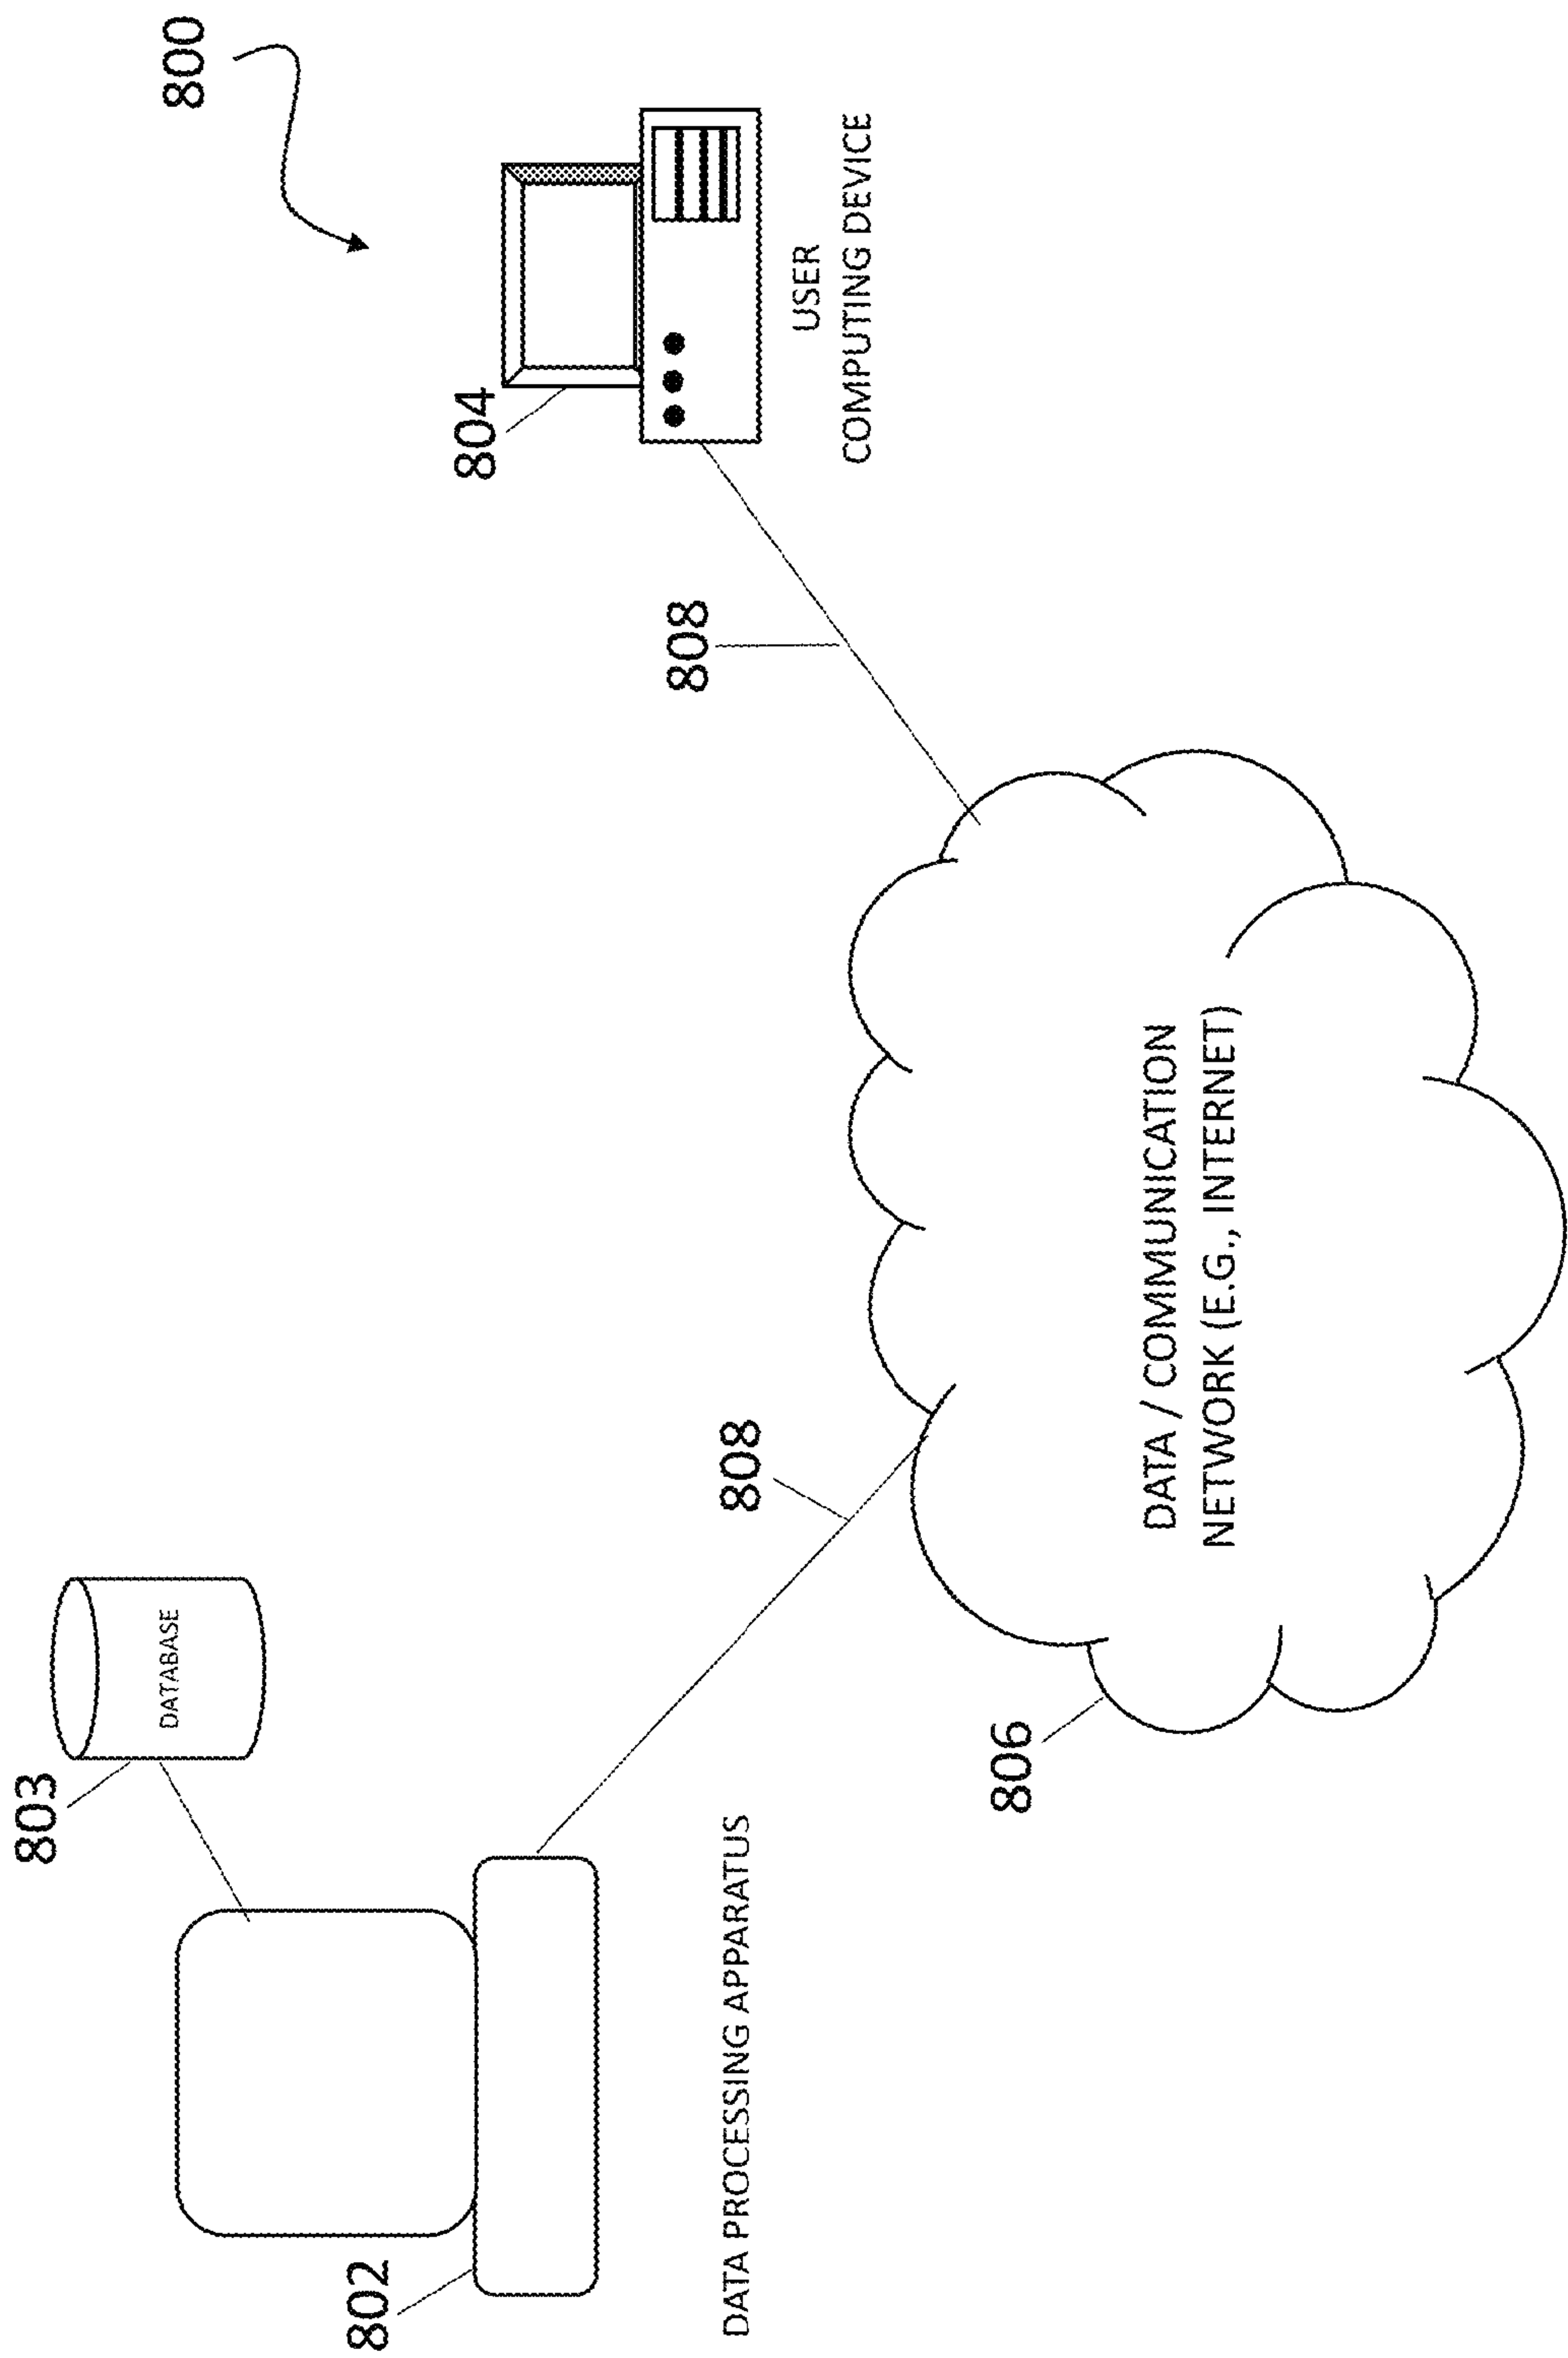 800
803
DATABASE
802
804
USER
COMPUTING DEVICE
808
808
DATA PROCESSING APPARATUS
806
DATA / COMMUNICATION
NETWORK (E.G., INTERNET)